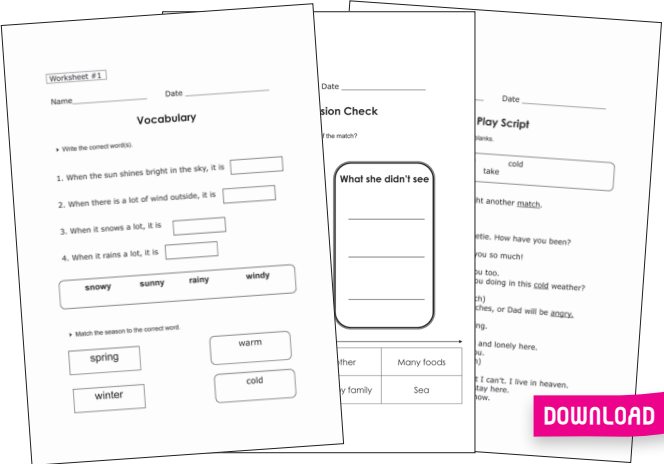 Worksheet #1
Name Date
Vocabulary
Write the correct word(s).
1. When the sun shines bright in the sky, it is
2. When there is a lot of wind outside, it is
3. When it snows a lot, it is
4. When it rains a lot, it is
snowy sunny rainy windy
Match the season to the correct word.
spring
warm
winter
cold
Date
sion Check
f the match?
What she didn't see
ther Many foods
y family Sea
Date
Play Script
lanks.
cold
take
ht another match.
etie. How have you been?
you so much!
ou too.
ou doing in this cold weather?
ch)
ches, or Dad will be angry.
ng.
and lonely here.
ou.
h)
t I can't. I live in heaven.
stay here.
now.
DOWNLOAD